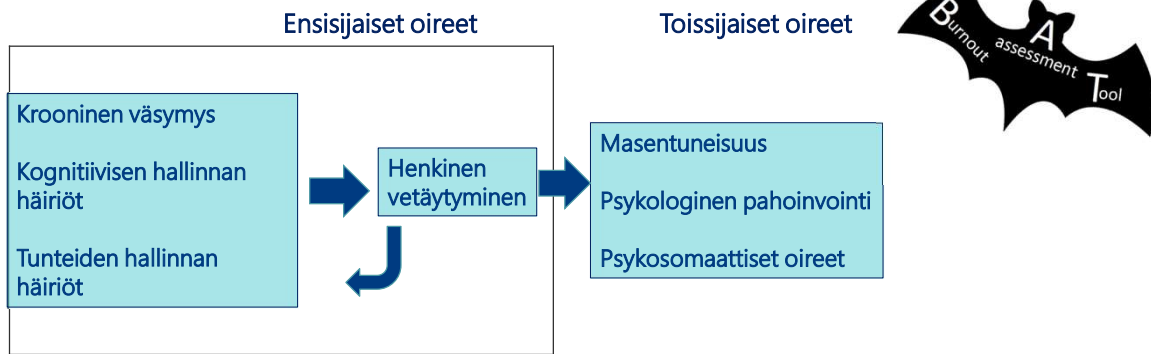 Ensisijaiset oireet
Toissijaiset oireet
Burnout
Assessment
Tool
Krooninen väsymys
Kognitiivisen hallinnan
häiriöt
Tunteiden hallinnan
häiriöt
Henkinen
vetäytyminen
Masentuneisuus
Psykologinen pahoinvointi
Psykosomaattiset oireet